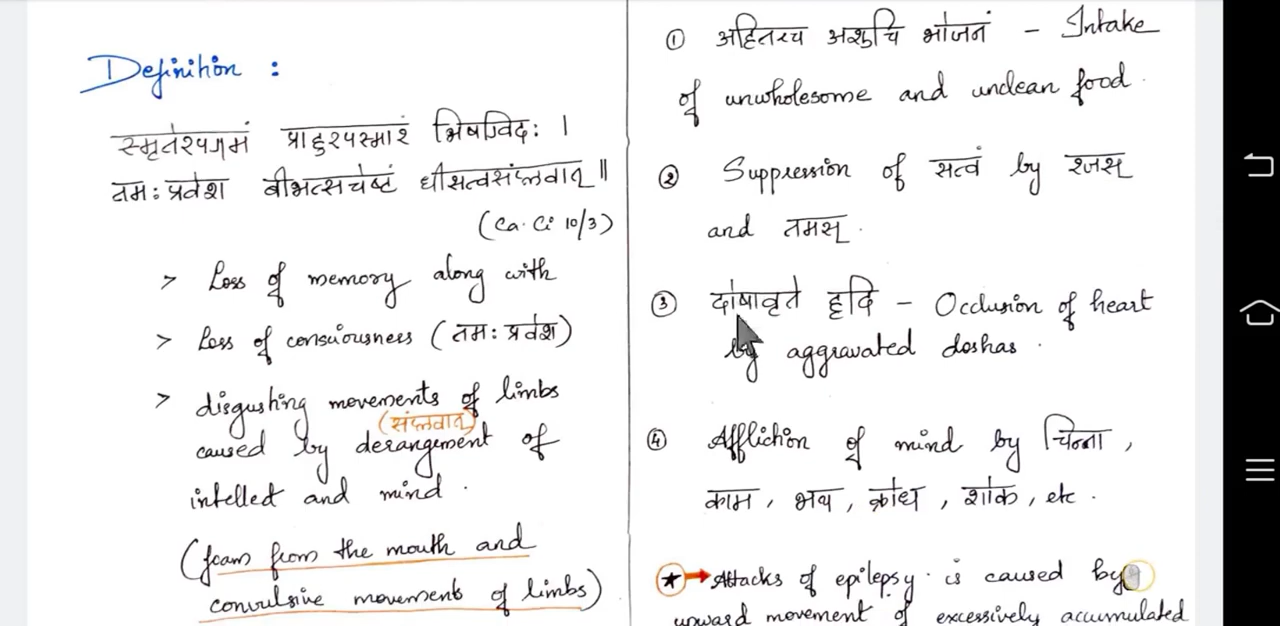 Definition :
स्मृतेरपगमं प्राहुरपस्मारं भिषग्विदः ।
तमः प्रवेश बीभत्सचेष्टं धीसत्वसंप्लवात् ॥
(Ca. Ci 10/3)
> Loss of memory along with
> Loss of consciousness (तमः प्रवेश)
> disgusting movements of limbs
(संप्लवात्)
caused by derangement of
intellect and mind.
(foam from the mouth and
convulsive movements of limbs)
① अहितस्य अशुचि भोजनं - Intake
of unwholesome and unclean food.
② Suppression of सत्वं by रजस्
and तमस्.
③ दोषावृते हृदि - Occlusion of heart
by aggravated doshas.
④ Affliction of mind by चिन्ता,
काम, भय, क्रोध, शोक, etc.
★→ Attacks of epilepsy is caused by
upward movement of excessively accumulated